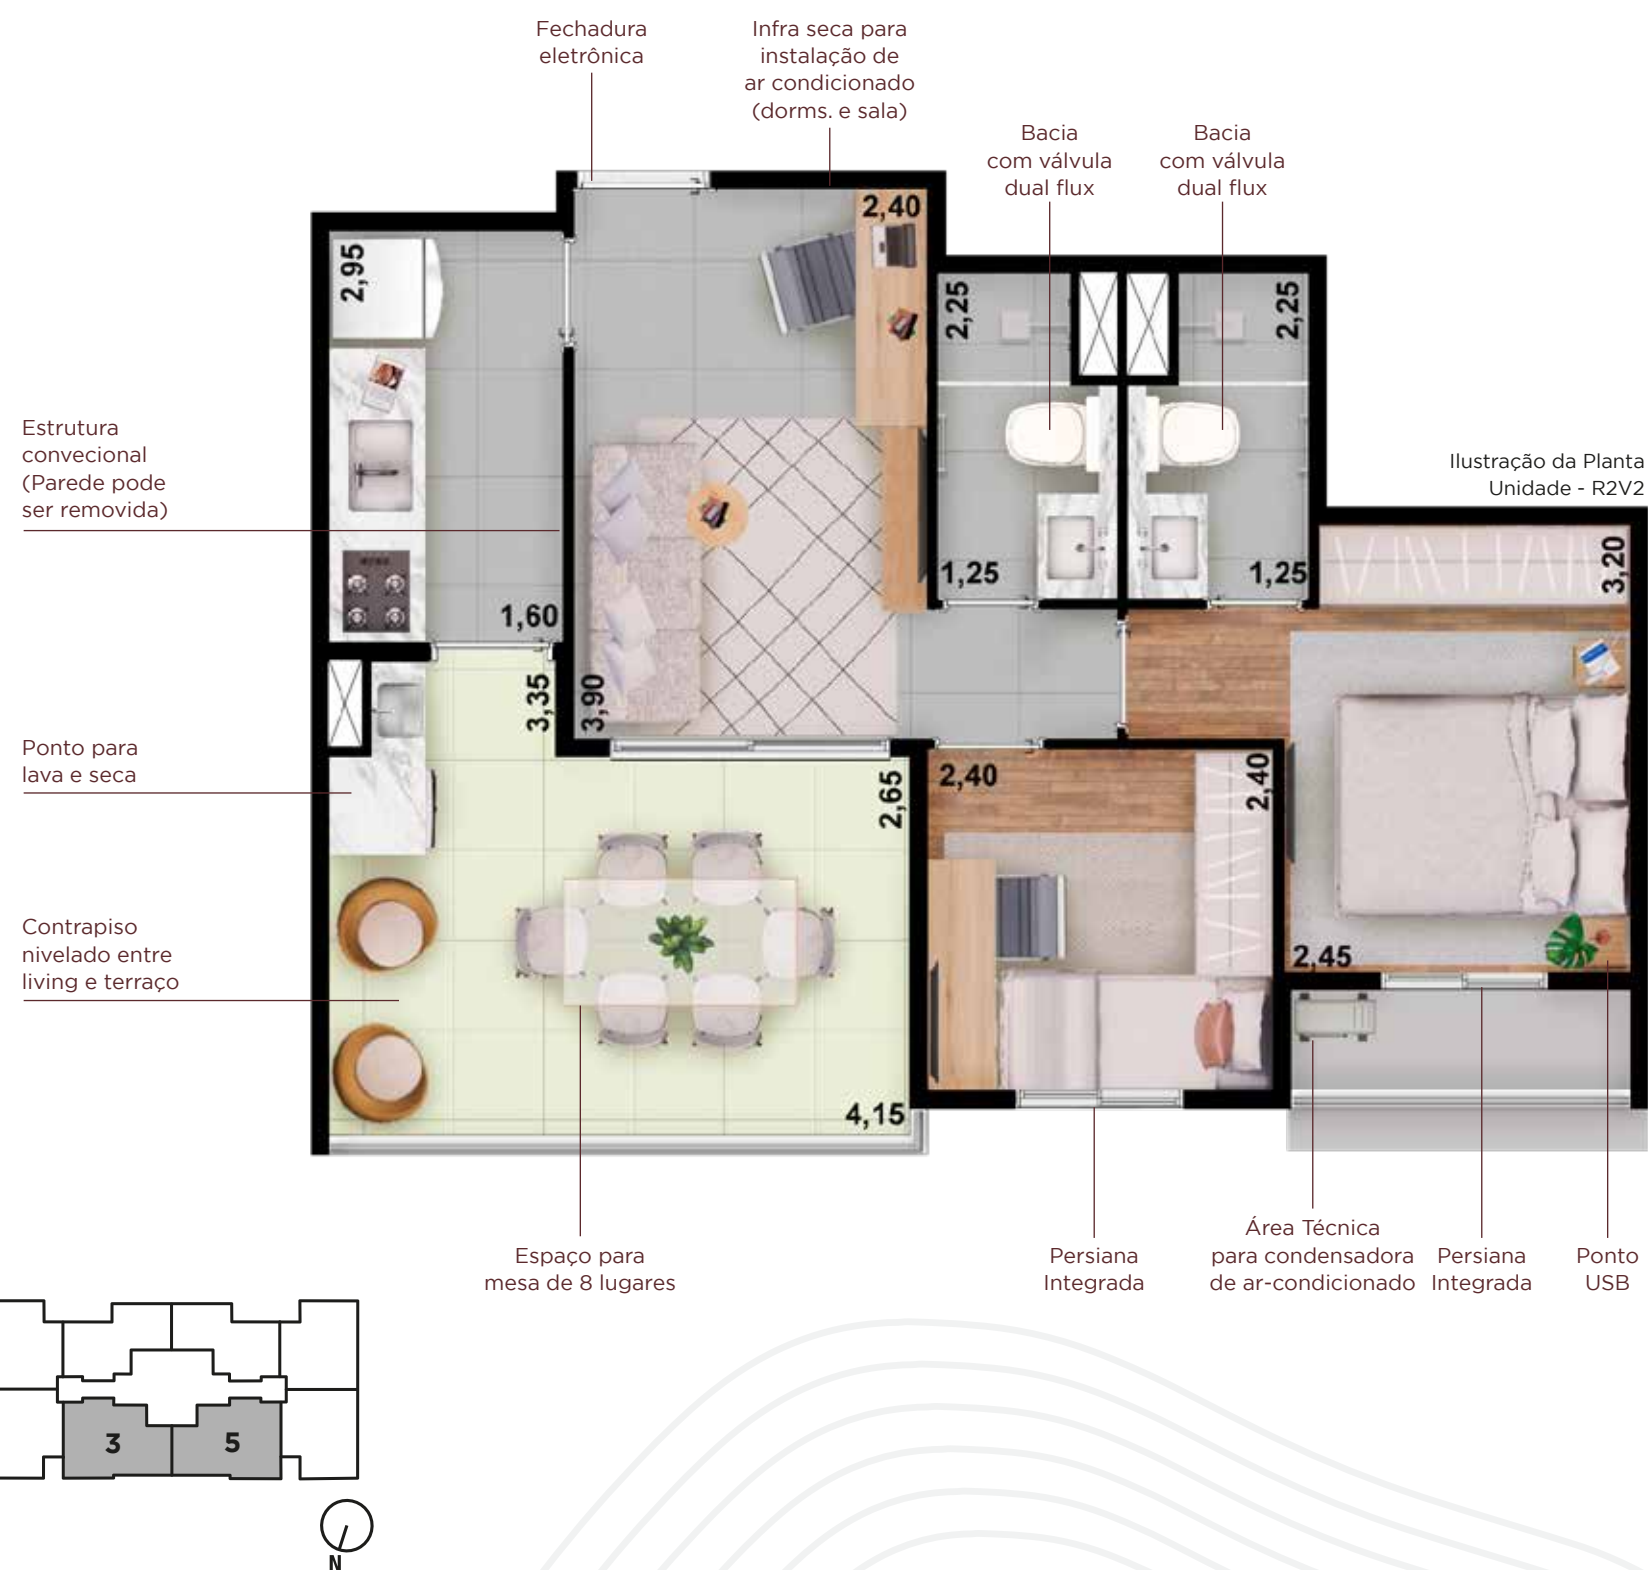 Fechadura
eletrônica
Infra seca para
instalação de
ar condicionado
(dorms. e sala)
Bacia
com válvula
dual flux
Bacia
com válvula
dual flux
2,40
2,95
2,25
2,25
Estrutura
convecional
(Parede pode
ser removida)
Ilustração da Planta
Unidade - R2V2
3,20
1,25
1,25
1,60
3,35
3,90
Ponto para
lava e seca
2,65
2,40
2,40
Contrapiso
nivelado entre
living e terraço
2,45
4,15
Espaço para
mesa de 8 lugares
Persiana
Integrada
Área Técnica
para condensadora
de ar-condicionado
Persiana
Integrada
Ponto
USB
3
5
N